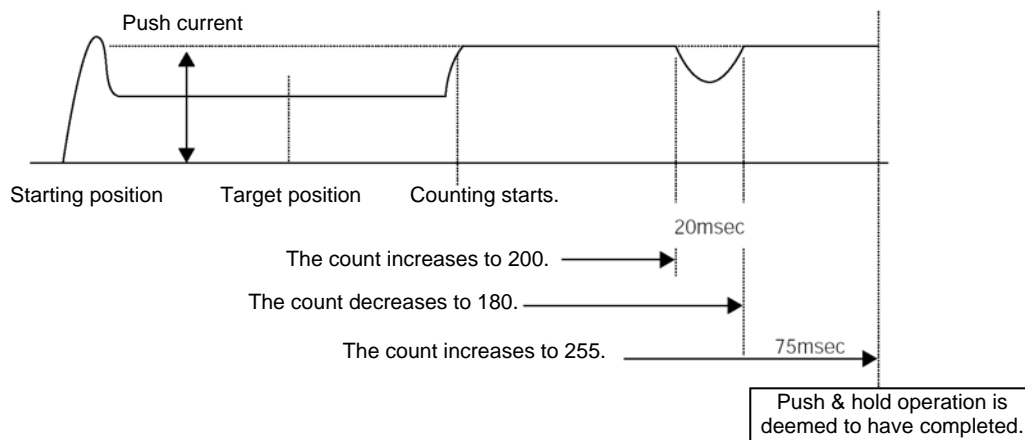 Push current
Starting position
Target position
Counting starts.
20msec
The count increases to 200.
The count decreases to 180.
The count increases to 255.
75msec
Push & hold operation is
deemed to have completed.